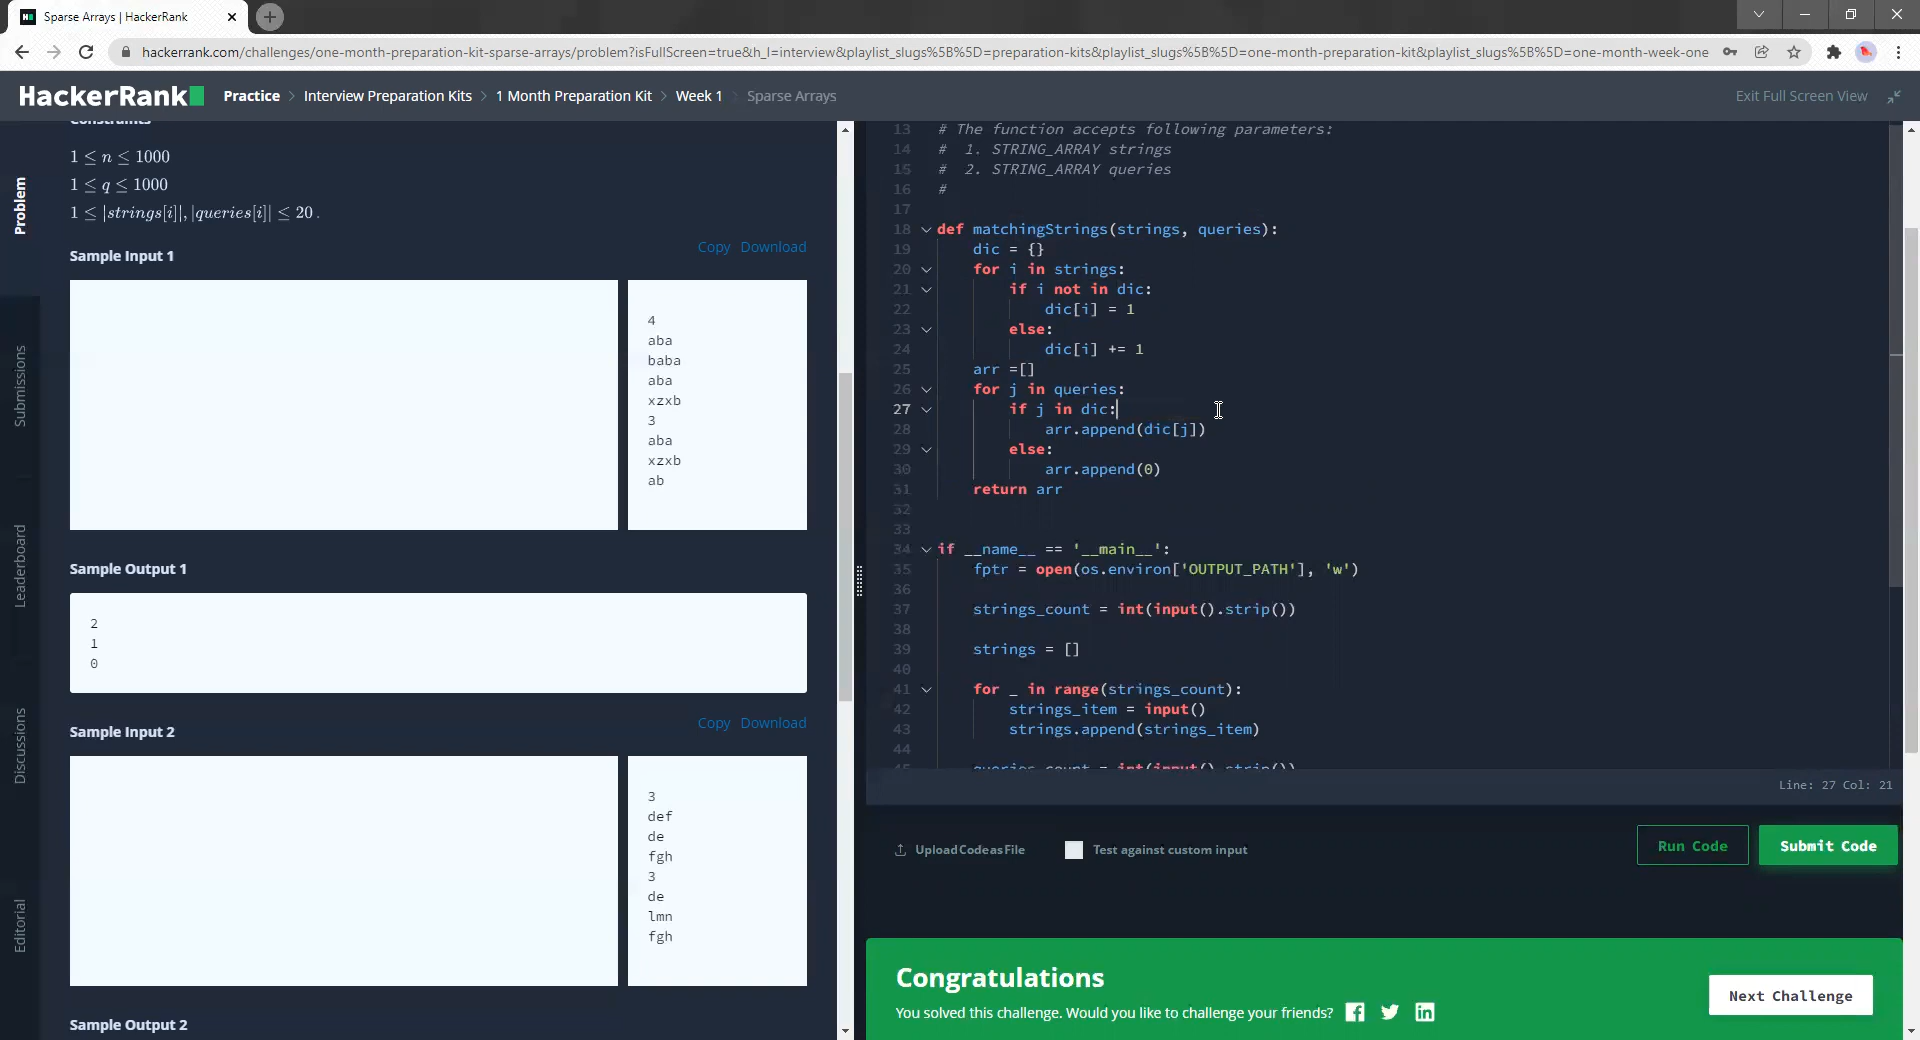 Sparse Arrays | HackerRank
hackerrank.com/challenges/one-month-preparation-kit-sparse-arrays/problem?isFullScreen=true&h_l=interview&playlist_slugs%5B%5D=preparation-kits&playlist_slugs%5B%5D=one-month-preparation-kit&playlist_slugs%5B%5D=one-month-week-one
HackerRank
Practice > Interview Preparation Kits > 1 Month Preparation Kit > Week 1 > Sparse Arrays
Exit Full Screen View
Problem
Submissions
Leaderboard
Discussions
Editorial
Constraints
1 ≤ n ≤ 1000
1 ≤ q ≤ 1000
1 ≤ |strings[i]|, |queries[i]| ≤ 20 .
Sample Input 1
Copy Download
4
aba
baba
aba
xzxb
3
aba
xzxb
ab
Sample Output 1
2
1
0
Sample Input 2
Copy Download
3
def
de
fgh
3
de
lmn
fgh
Sample Output 2
13 # The function accepts following parameters:
14 #  1. STRING_ARRAY strings
15 #  2. STRING_ARRAY queries
16 #
17
18 def matchingStrings(strings, queries):
19     dic = {}
20     for i in strings:
21         if i not in dic:
22             dic[i] = 1
23         else:
24             dic[i] += 1
25     arr =[]
26     for j in queries:
27         if j in dic:
28             arr.append(dic[j])
29         else:
30             arr.append(0)
31     return arr
32
33
34 if __name__ == '__main__':
35     fptr = open(os.environ['OUTPUT_PATH'], 'w')
36
37     strings_count = int(input().strip())
38
39     strings = []
40
41     for _ in range(strings_count):
42         strings_item = input()
43         strings.append(strings_item)
44
45     queries_count = int(input().strip())
Line: 27 Col: 21
Upload Code as File
Test against custom input
Run Code
Submit Code
Congratulations
You solved this challenge. Would you like to challenge your friends?
Next Challenge